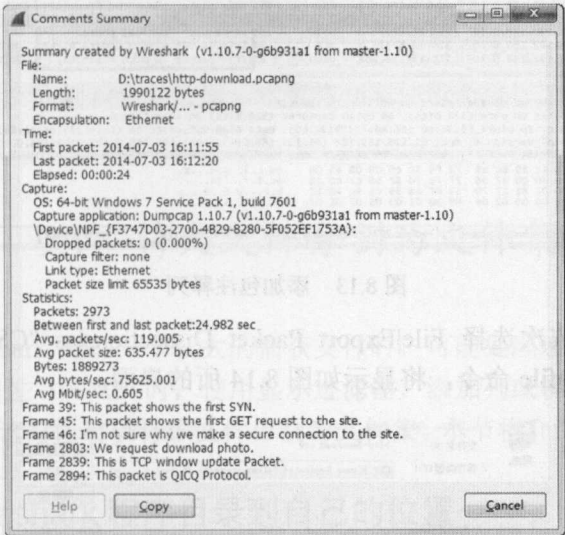 Comments Summary
Summary created by Wireshark (v1.10.7-0-g6b931a1 from master-1.10)
File:
Name: D:\traces\http-download.pcapng
Length: 1990122 bytes
Format: Wireshark/... - pcapng
Encapsulation: Ethernet
Time:
First packet: 2014-07-03 16:11:55
Last packet: 2014-07-03 16:12:20
Elapsed: 00:00:24
Capture:
OS: 64-bit Windows 7 Service Pack 1, build 7601
Capture application: Dumpcap 1.10.7 (v1.10.7-0-g6b931a1 from master-1.10)
\Device\NPF_{F3747D03-2700-4B29-8280-5F052EF1753A}:
Dropped packets: 0 (0.000%)
Capture filter: none
Link type: Ethernet
Packet size limit 65535 bytes
Statistics:
Packets: 2973
Between first and last packet:24.982 sec
Avg. packets/sec: 119.005
Avg packet size: 635.477 bytes
Bytes: 1889273
Avg bytes/sec: 75625.001
Avg Mbit/sec: 0.605
Frame 39: This packet shows the first SYN.
Frame 45: This packet shows the first GET request to the site.
Frame 46: I'm not sure why we make a secure connection to the site.
Frame 2803: We request download photo.
Frame 2839: This is TCP window update Packet.
Frame 2894: This packet is QICQ Protocol.
Help Copy Cancel